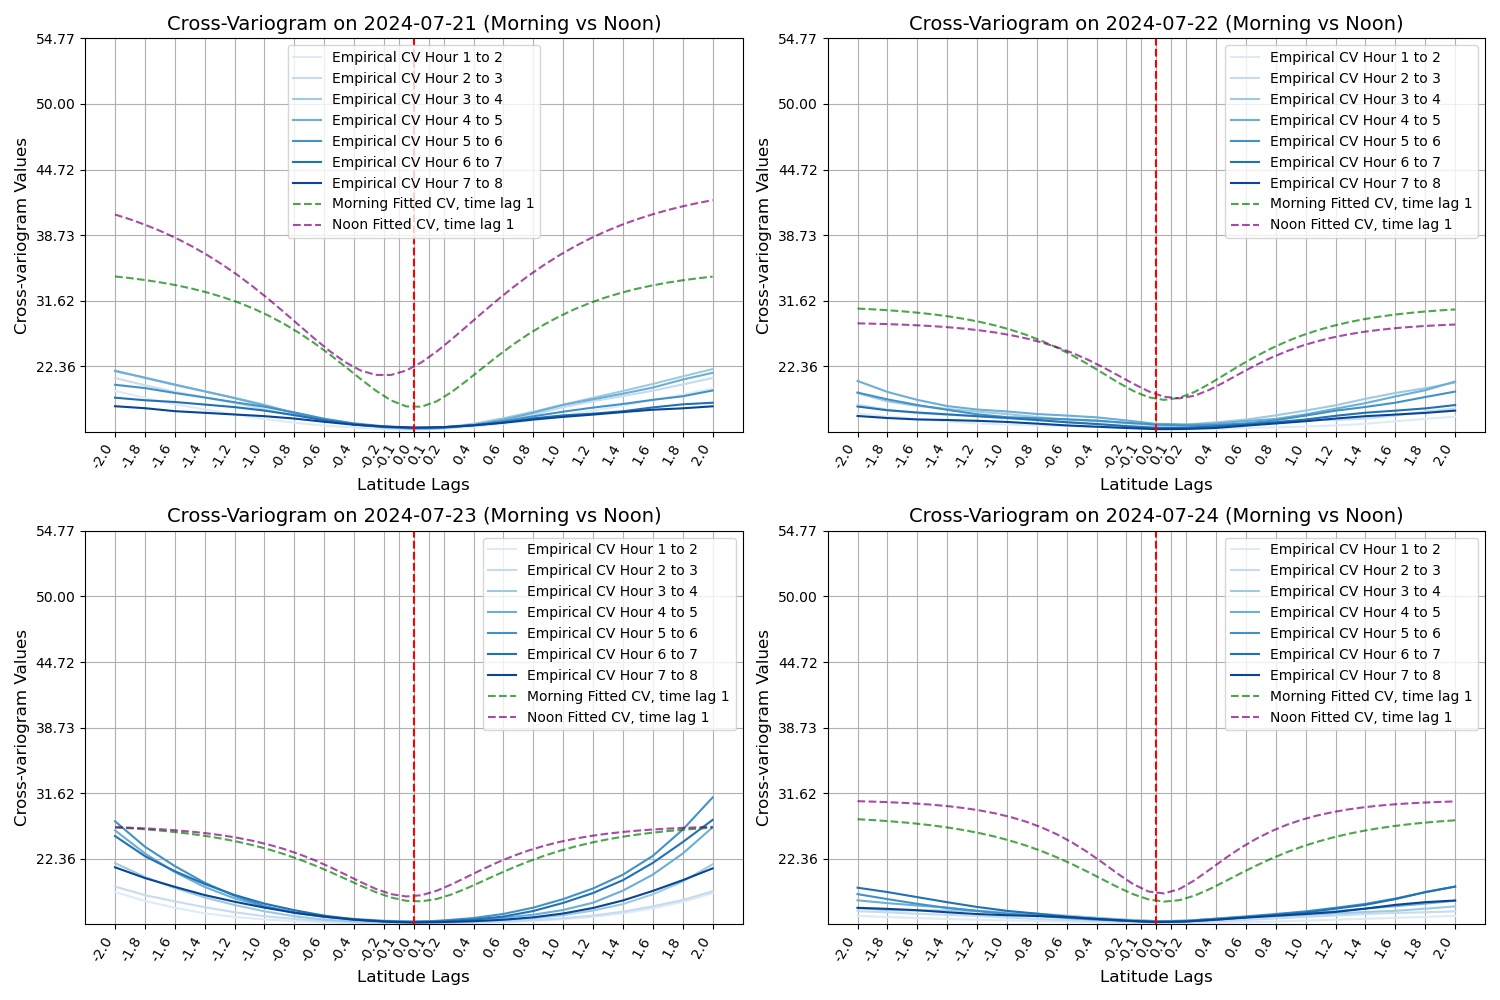 Cross-Variogram on 2024-07-21 (Morning vs Noon)
Cross-variogram Values
54.77
50.00
44.72
38.73
31.62
22.36
Empirical CV Hour 1 to 2
Empirical CV Hour 2 to 3
Empirical CV Hour 3 to 4
Empirical CV Hour 4 to 5
Empirical CV Hour 5 to 6
Empirical CV Hour 6 to 7
Empirical CV Hour 7 to 8
Morning Fitted CV, time lag 1
Noon Fitted CV, time lag 1
-2.0 -1.8 -1.6 -1.4 -1.2 -1.0 -0.8 -0.6 -0.4 -0.2 -0.1 0.0 0.1 0.2 0.4 0.6 0.8 1.0 1.2 1.4 1.6 1.8 2.0
Latitude Lags
Cross-Variogram on 2024-07-22 (Morning vs Noon)
Cross-variogram Values
54.77
50.00
44.72
38.73
31.62
22.36
Empirical CV Hour 1 to 2
Empirical CV Hour 2 to 3
Empirical CV Hour 3 to 4
Empirical CV Hour 4 to 5
Empirical CV Hour 5 to 6
Empirical CV Hour 6 to 7
Empirical CV Hour 7 to 8
Morning Fitted CV, time lag 1
Noon Fitted CV, time lag 1
-2.0 -1.8 -1.6 -1.4 -1.2 -1.0 -0.8 -0.6 -0.4 -0.2 -0.1 0.0 0.1 0.2 0.4 0.6 0.8 1.0 1.2 1.4 1.6 1.8 2.0
Latitude Lags
Cross-Variogram on 2024-07-23 (Morning vs Noon)
Cross-variogram Values
54.77
50.00
44.72
38.73
31.62
22.36
Empirical CV Hour 1 to 2
Empirical CV Hour 2 to 3
Empirical CV Hour 3 to 4
Empirical CV Hour 4 to 5
Empirical CV Hour 5 to 6
Empirical CV Hour 6 to 7
Empirical CV Hour 7 to 8
Morning Fitted CV, time lag 1
Noon Fitted CV, time lag 1
-2.0 -1.8 -1.6 -1.4 -1.2 -1.0 -0.8 -0.6 -0.4 -0.2 -0.1 0.0 0.1 0.2 0.4 0.6 0.8 1.0 1.2 1.4 1.6 1.8 2.0
Latitude Lags
Cross-Variogram on 2024-07-24 (Morning vs Noon)
Cross-variogram Values
54.77
50.00
44.72
38.73
31.62
22.36
Empirical CV Hour 1 to 2
Empirical CV Hour 2 to 3
Empirical CV Hour 3 to 4
Empirical CV Hour 4 to 5
Empirical CV Hour 5 to 6
Empirical CV Hour 6 to 7
Empirical CV Hour 7 to 8
Morning Fitted CV, time lag 1
Noon Fitted CV, time lag 1
-2.0 -1.8 -1.6 -1.4 -1.2 -1.0 -0.8 -0.6 -0.4 -0.2 -0.1 0.0 0.1 0.2 0.4 0.6 0.8 1.0 1.2 1.4 1.6 1.8 2.0
Latitude Lags